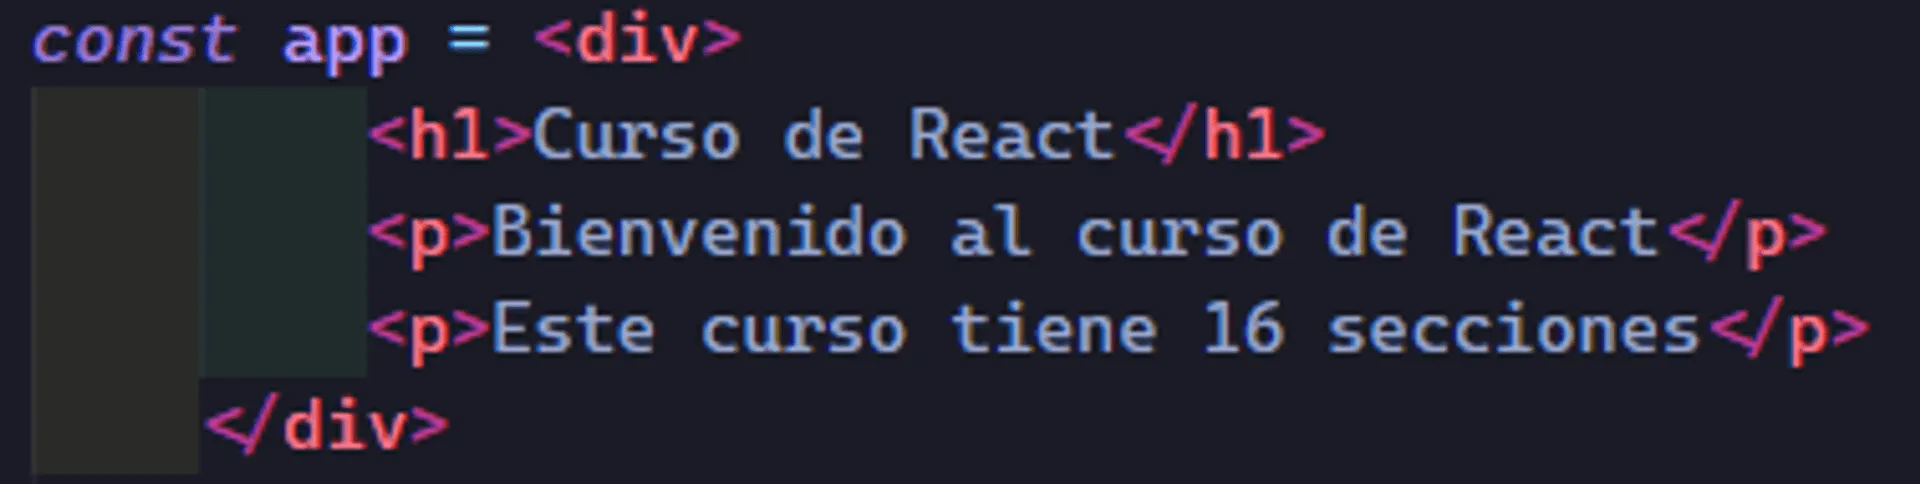 const app = <div>
<h1>Curso de React</h1>
<p>Bienvenido al curso de React</p>
<p>Este curso tiene 16 secciones</p>
</div>